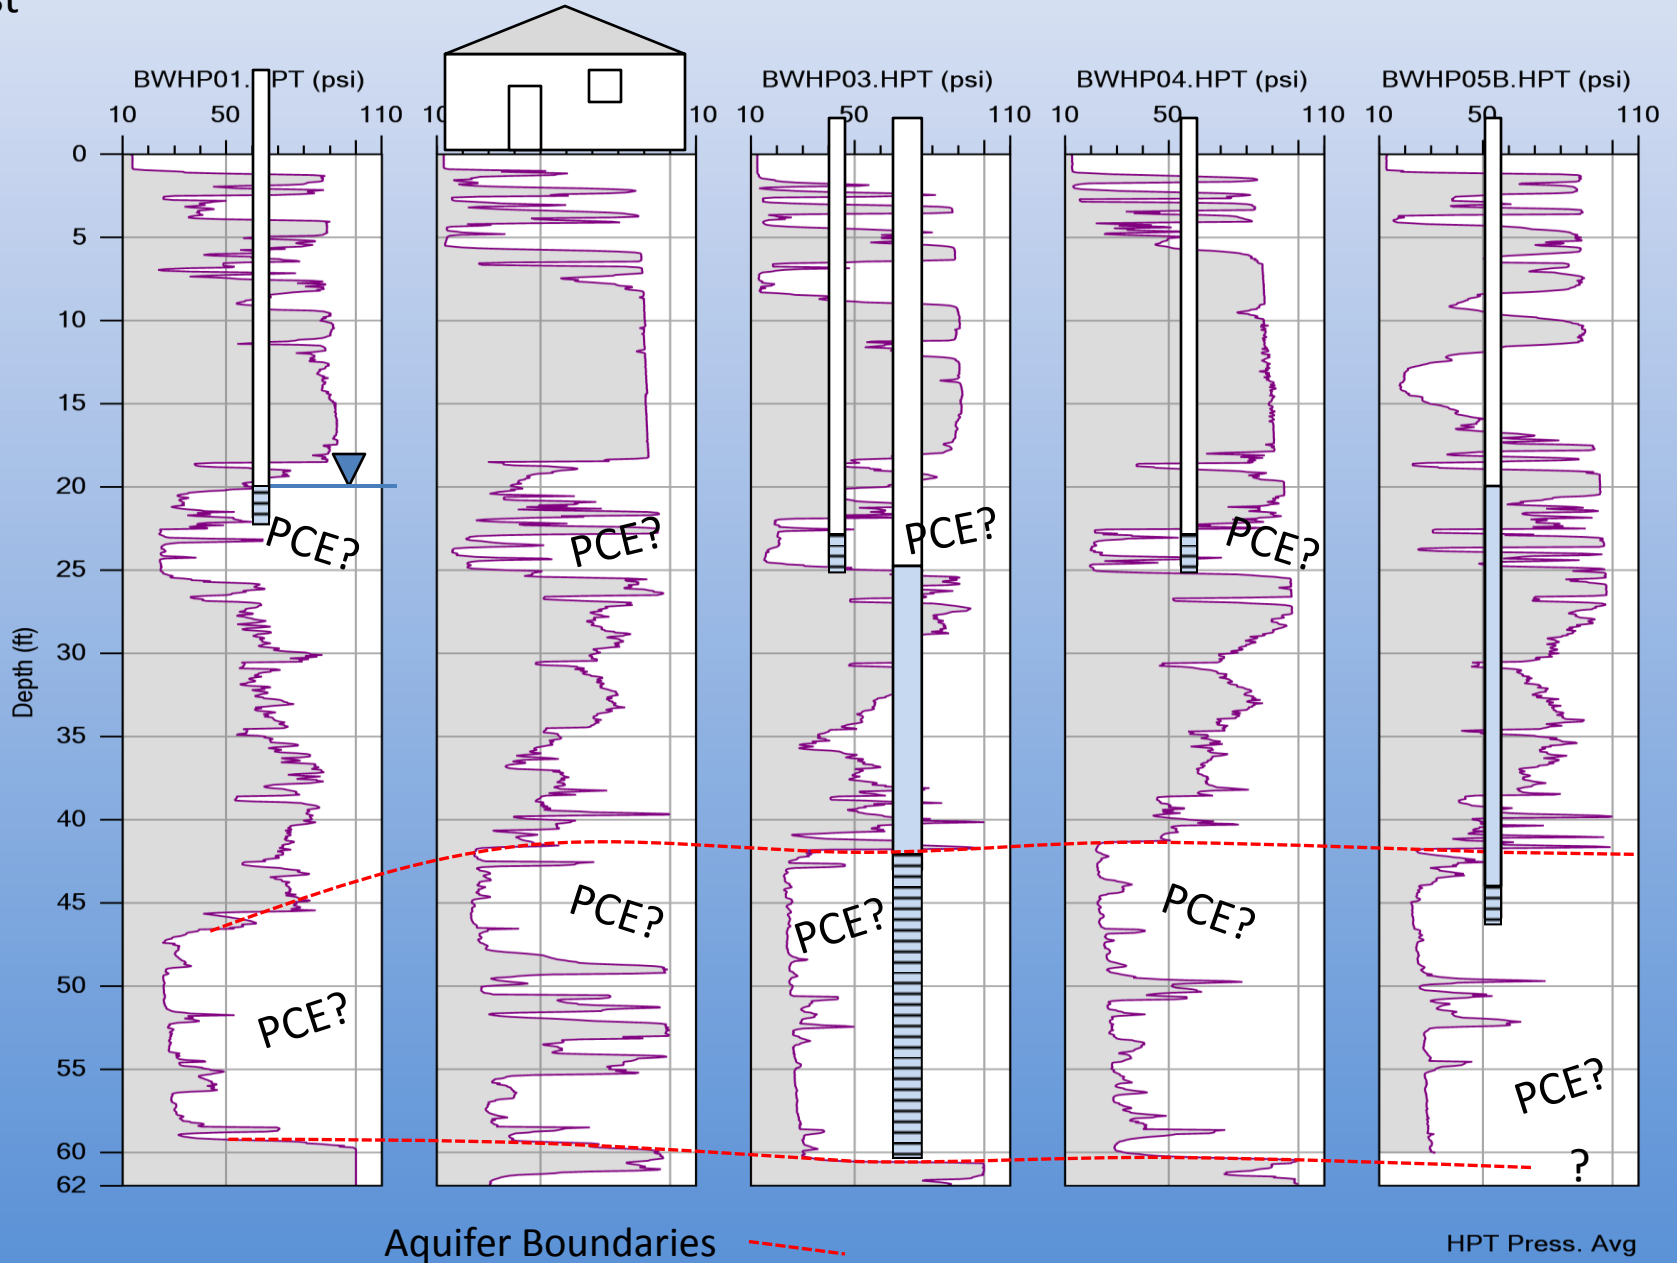 BWHP01. PT (psi)
BWHP03.HPT (psi)
BWHP04.HPT (psi)
BWHP05B.HPT (psi)
10 50 110
10 10
10 50 110
10 50 110
10 50 110
0
5
10
15
20
25
30
35
40
45
50
55
60
62
Depth (ft)
PCE?
PCE?
PCE?
PCE?
PCE?
PCE?
PCE?
PCE?
PCE?
?
Aquifer Boundaries
HPT Press. Avg